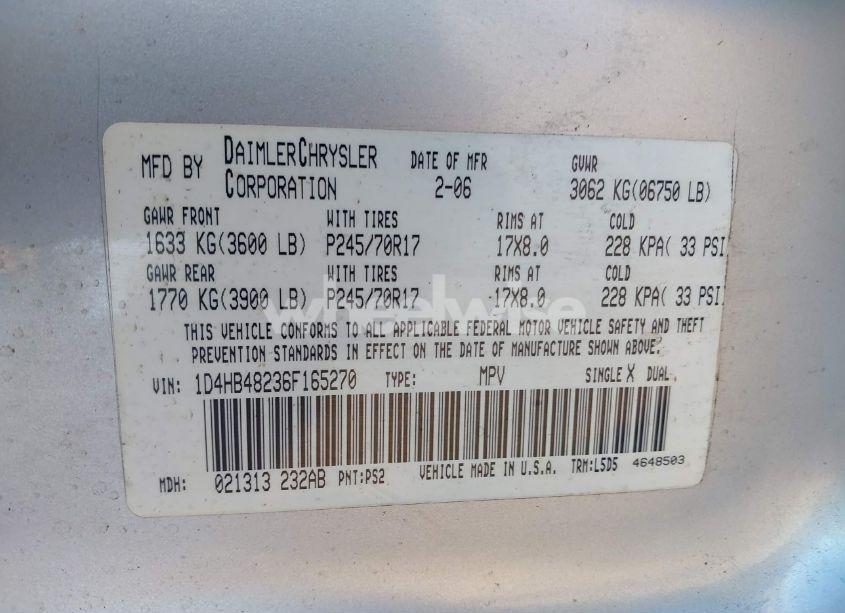 MFD BY DAIMLERCHRYSLER CORPORATION DATE OF MFR 2-06 GVWR 3062 KG(06750 LB)
GAWR FRONT WITH TIRES RIMS AT COLD
1633 KG(3600 LB) P245/70R17 17X8.0 228 KPA( 33 PSI
GAWR REAR WITH TIRES RIMS AT COLD
1770 KG(3900 LB) P245/70R17 17X8.0 228 KPA( 33 PSI
THIS VEHICLE CONFORMS TO ALL APPLICABLE FEDERAL MOTOR VEHICLE SAFETY AND THEFT
PREVENTION STANDARDS IN EFFECT ON THE DATE OF MANUFACTURE SHOWN ABOVE.
VIN: 1D4HB48236F165270 TYPE: MPV SINGLE X DUAL
MDH: 021313 232AB PNT:PS2 VEHICLE MADE IN U.S.A. TRM:L5D5 4648503
wheelwise